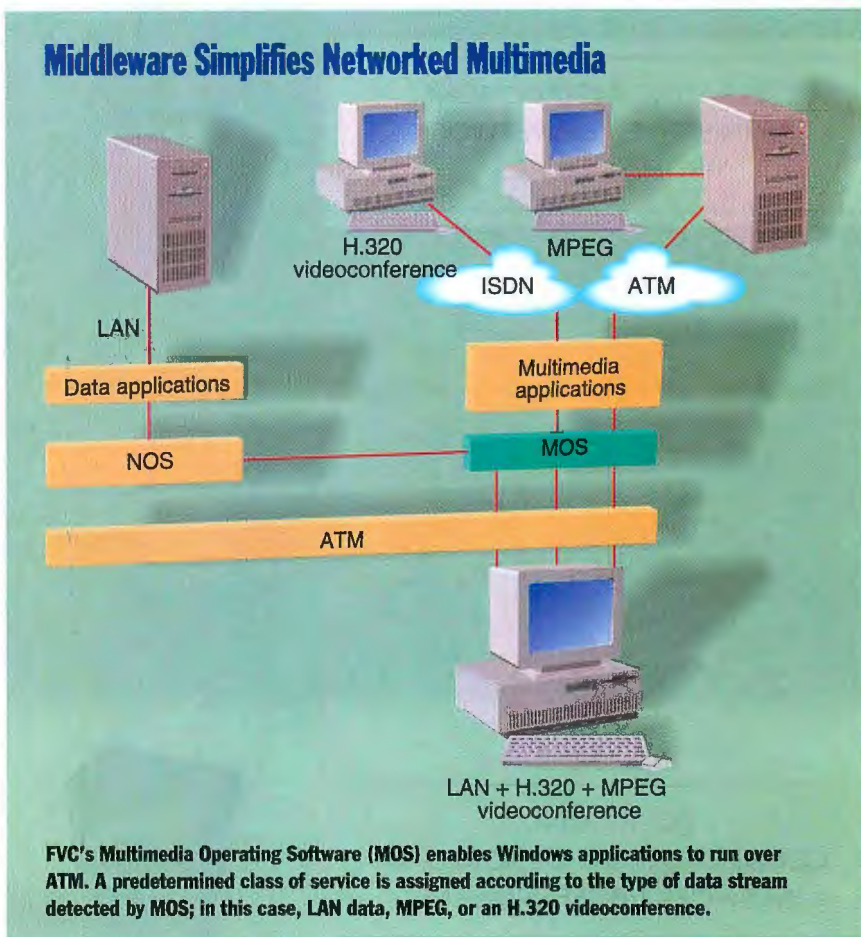 Middleware Simplifies Networked Multimedia
H.320
videoconference
MPEG
ISDN
ATM
LAN
Data applications
Multimedia
applications
NOS
MOS
ATM
LAN + H.320 + MPEG
videoconference
FVC's Multimedia Operating Software (MOS) enables Windows applications to run over
ATM. A predetermined class of service is assigned according to the type of data stream
detected by MOS; in this case, LAN data, MPEG, or an H.320 videoconference.